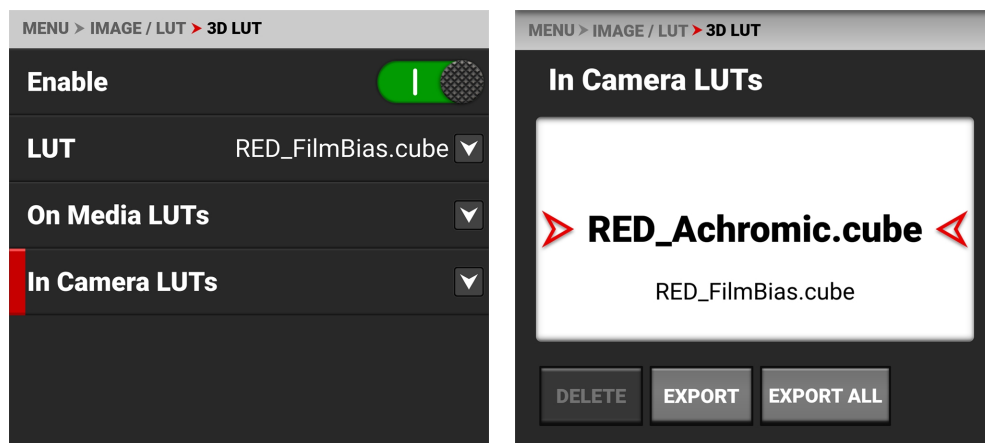 MENU > IMAGE / LUT > 3D LUT
Enable
LUT RED_FilmBias.cube
On Media LUTs
In Camera LUTs
MENU > IMAGE / LUT > 3D LUT
In Camera LUTs
RED_Achromic.cube
RED_FilmBias.cube
DELETE EXPORT EXPORT ALL